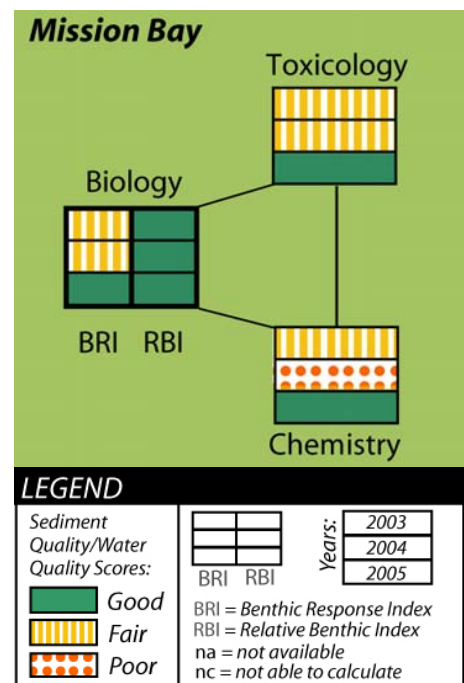 Mission Bay
Toxicology
Biology
BRI RBI
Chemistry
LEGEND
Sediment
Quality/Water
Quality Scores:
Good
Fair
Poor
BRI RBI
Years:
2003
2004
2005
BRI = Benthic Response Index
RBI = Relative Benthic Index
na = not available
nc = not able to calculate